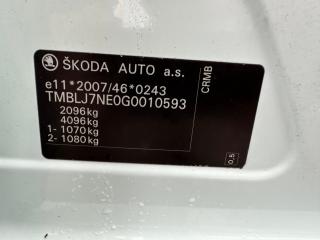 ŠKODA AUTO a.s.
e11*2007/46*0243
TMBLJ7NE0G0010593
2096kg
4096kg
1- 1070kg
2- 1080kg
CRMB
0.5